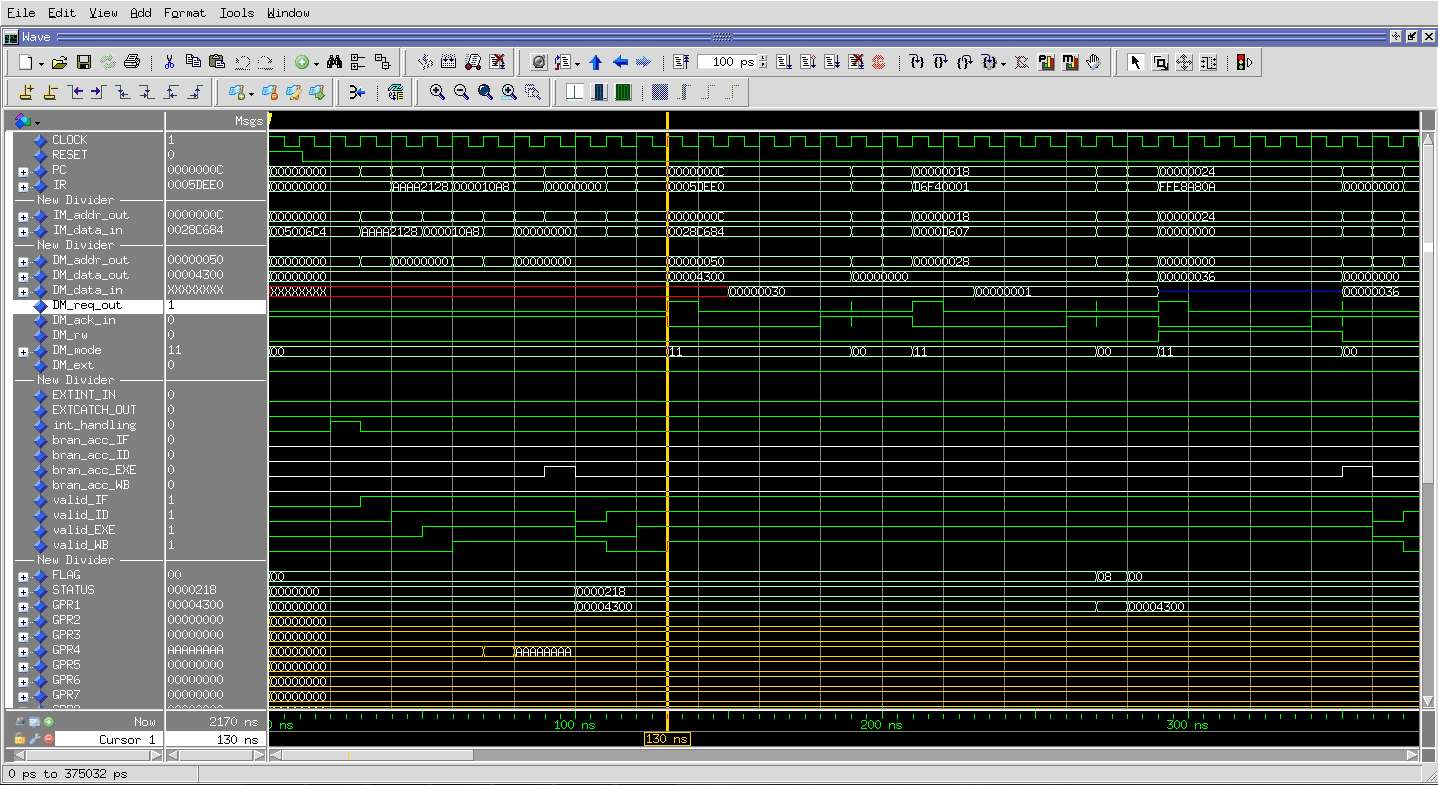 File Edit View Add Format Tools Window
Wave
100 ps
Msgs
CLOCK 1
RESET 0
PC 0000000C 00000000 0000000C 00000018 00000024
IR 0005DEE0 00000000 AAAA2128 000010A8 00000000 0005DEE0 D6F40001 FFE8A80A 00000000
New Divider
IM_addr_out 0000000C 00000000 0000000C 00000018 00000024
IM_data_in 0028C684 005006C4 AAAA2128 000010A8 00000000 0028C684 0000D607 00000000
New Divider
DM_addr_out 00000050 00000000 00000000 00000000 00000050 00000028 00000000
DM_data_out 00004300 00000000 00004300 00000000 00000036 00000000
DM_data_in XXXXXXXX XXXXXXXX 00000030 00000001 00000036
DM_req_out 1
DM_ack_in 0
DM_rw 0
DM_mode 11 00 11 00 11 00 11 00
DM_ext 0
New Divider
EXTINT_IN 0
EXTCATCH_OUT 0
int_handling 0
bran_acc_IF 0
bran_acc_ID 0
bran_acc_EXE 0
bran_acc_WB 0
valid_IF 1
valid_ID 1
valid_EXE 1
valid_WB 1
New Divider
FLAG 00 00 08 00
STATUS 0000218 0000000 0000218
GPR1 00004300 00000000 00004300 00004300
GPR2 00000000 00000000
GPR3 00000000 00000000
GPR4 AAAAAAAA 00000000 AAAAAAAA
GPR5 00000000 00000000
GPR6 00000000 00000000
GPR7 00000000 00000000
Now 2170 ns ns 100 ns 200 ns 300 ns
Cursor 1 130 ns 130 ns
0 ps to 375032 ps